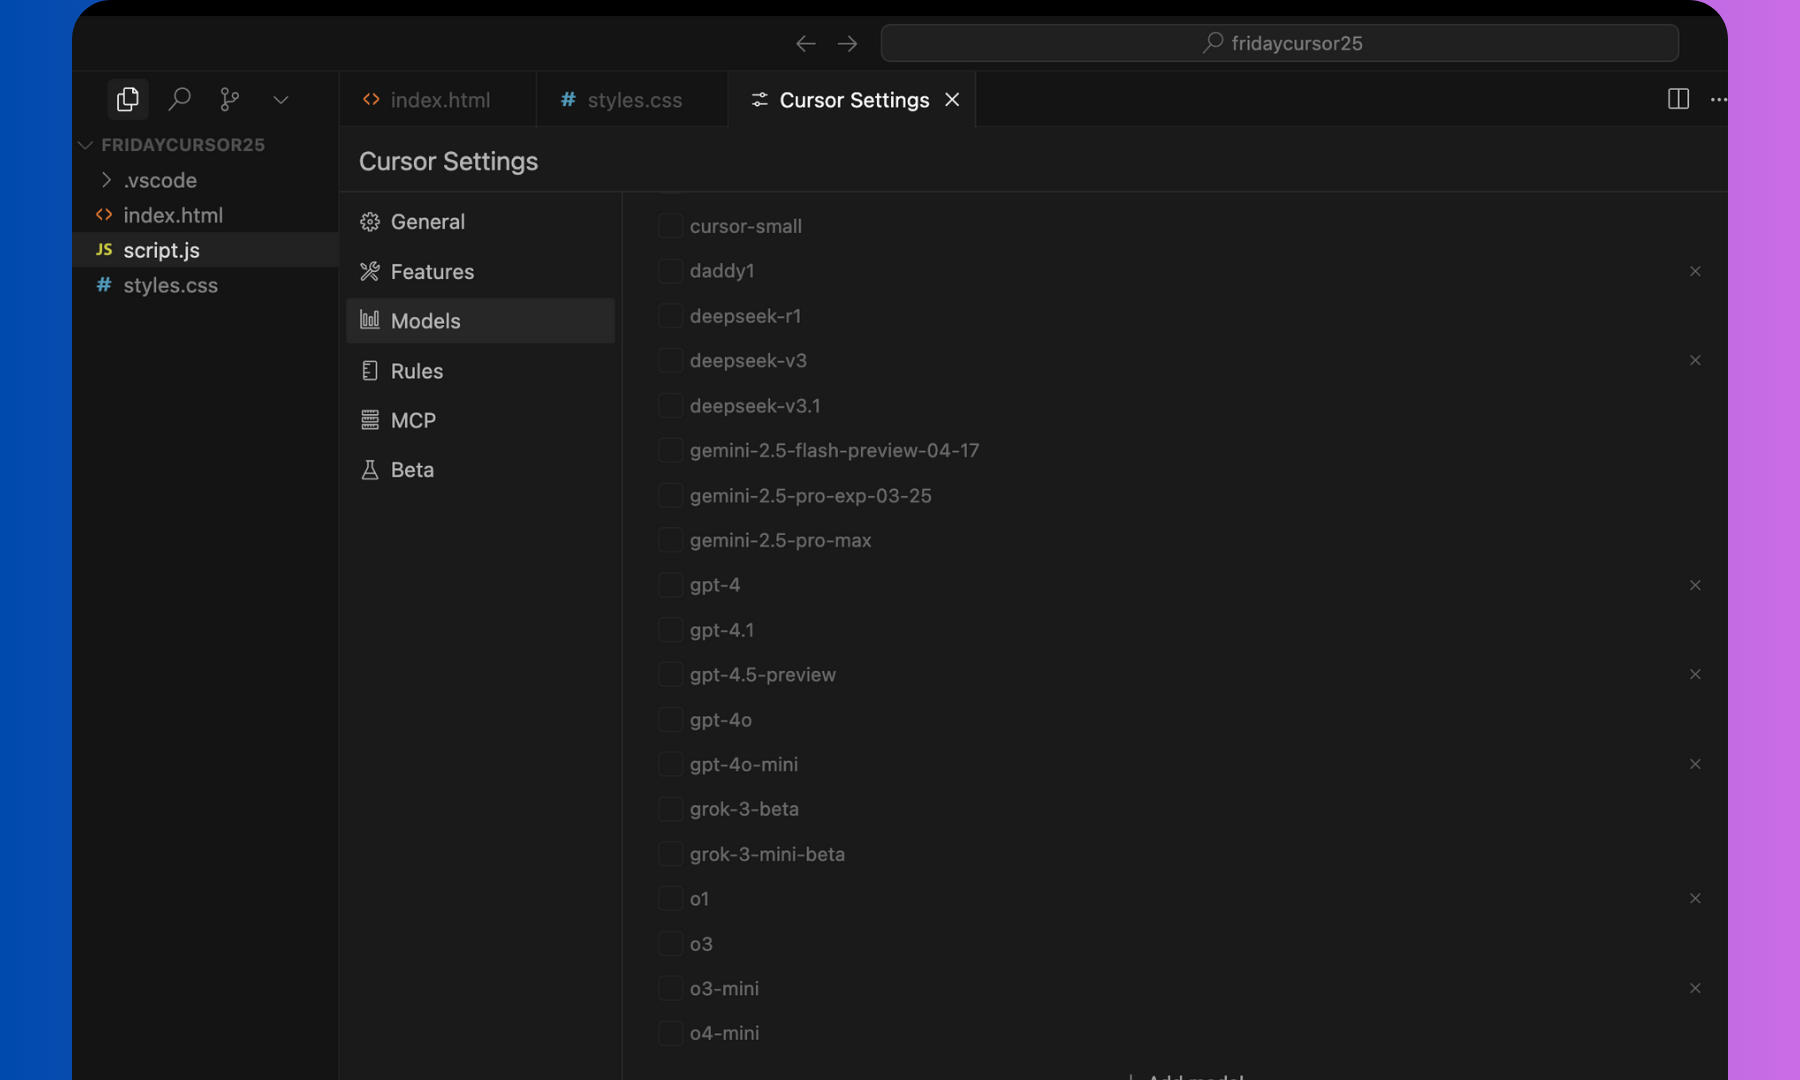 fridaycursor25
index.html
styles.css
Cursor Settings
FRIDAYCURSOR25
.vscode
index.html
JS script.js
# styles.css
Cursor Settings
General
Features
Models
Rules
MCP
Beta
cursor-small
daddy1
deepseek-r1
deepseek-v3
deepseek-v3.1
gemini-2.5-flash-preview-04-17
gemini-2.5-pro-exp-03-25
gemini-2.5-pro-max
gpt-4
gpt-4.1
gpt-4.5-preview
gpt-4o
gpt-4o-mini
grok-3-beta
grok-3-mini-beta
o1
o3
o3-mini
o4-mini
Add model